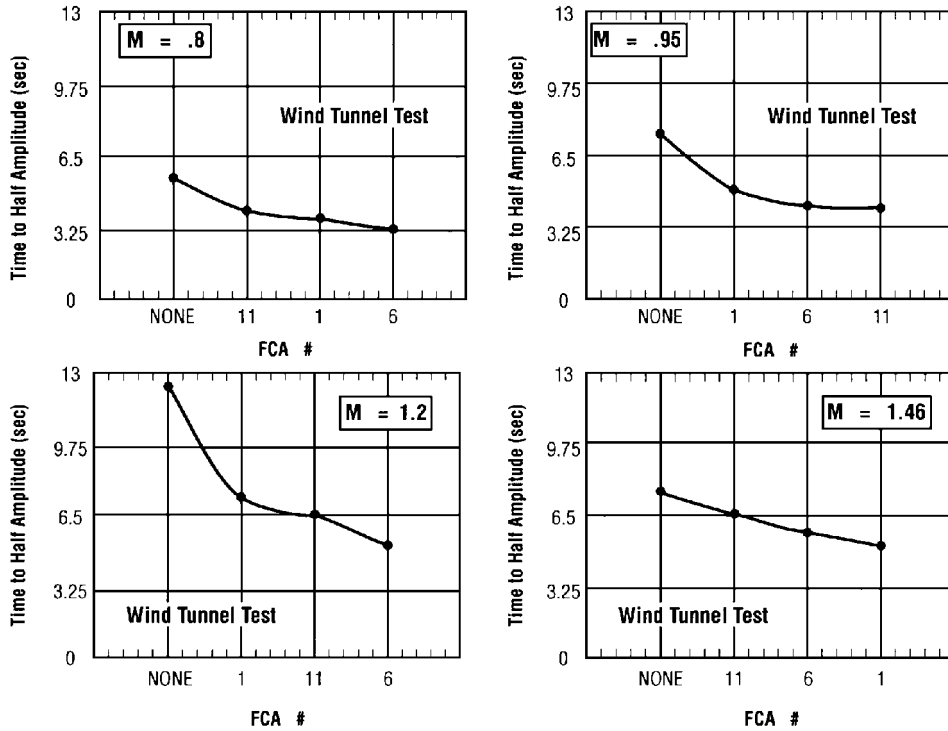 13
M = .8
9.75
Wind Tunnel Test
6.5
3.25
0
Time to Half Amplitude (sec)
NONE 11 1 6
FCA #
13
M = .95
9.75
Wind Tunnel Test
6.5
3.25
0
Time to Half Amplitude (sec)
NONE 1 6 11
FCA #
13
M = 1.2
9.75
6.5
3.25
Wind Tunnel Test
0
Time to Half Amplitude (sec)
NONE 1 11 6
FCA #
13
M = 1.46
9.75
6.5
3.25
Wind Tunnel Test
0
Time to Half Amplitude (sec)
NONE 11 6 1
FCA #